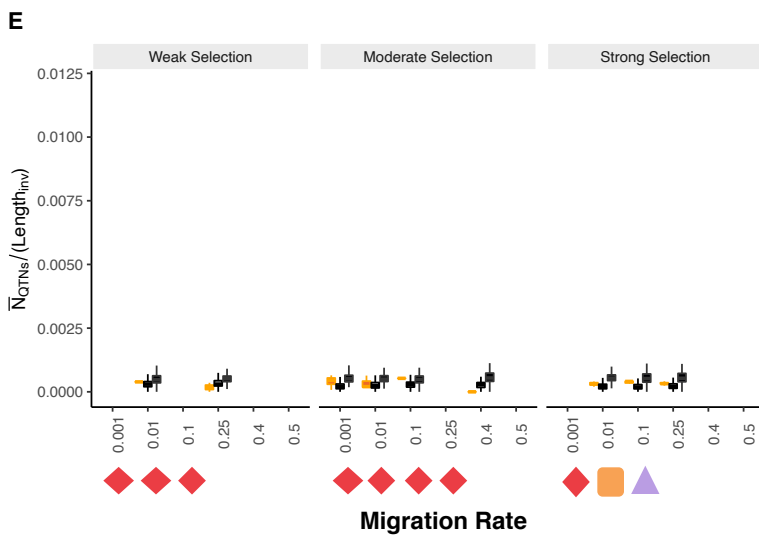 E
Weak Selection Moderate Selection Strong Selection
0.0125
0.0100
0.0075
0.0050
0.0025
0.0000
N̅QTNs/(Lengthinv)
0.001 0.01 0.1 0.25 0.4 0.5 0.001 0.01 0.1 0.25 0.4 0.5 0.001 0.01 0.1 0.25 0.4 0.5
Migration Rate